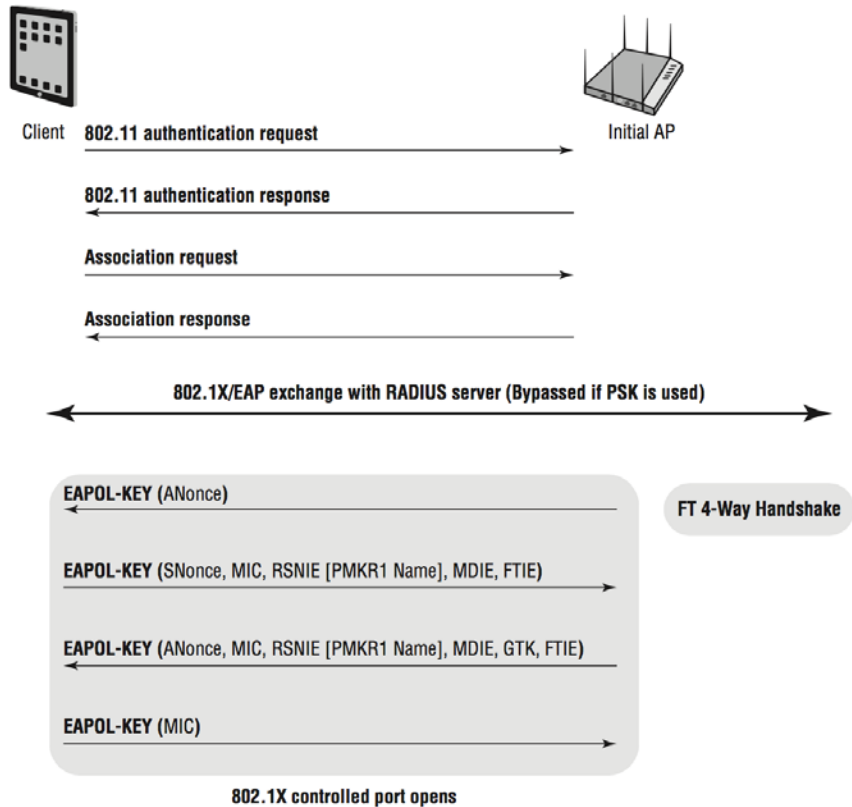 Client
Initial AP
802.11 authentication request
802.11 authentication response
Association request
Association response
802.1X/EAP exchange with RADIUS server (Bypassed if PSK is used)
EAPOL-KEY (ANonce)
FT 4-Way Handshake
EAPOL-KEY (SNonce, MIC, RSNIE [PMKR1 Name], MDIE, FTIE)
EAPOL-KEY (ANonce, MIC, RSNIE [PMKR1 Name], MDIE, GTK, FTIE)
EAPOL-KEY (MIC)
802.1X controlled port opens